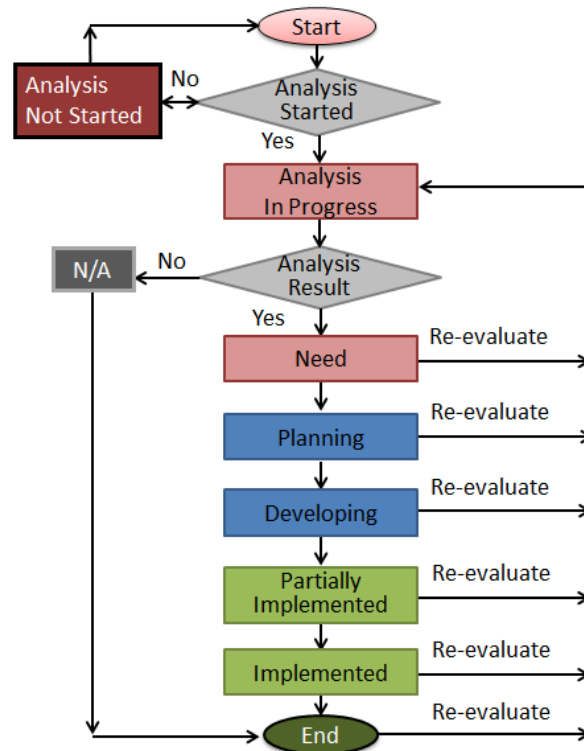 Start
Analysis
Not Started
No
Analysis
Started
Yes
Analysis
In Progress
N/A
No
Analysis
Result
Yes
Need
Re-evaluate
Planning
Re-evaluate
Developing
Re-evaluate
Partially
Implemented
Re-evaluate
Implemented
Re-evaluate
End
Re-evaluate